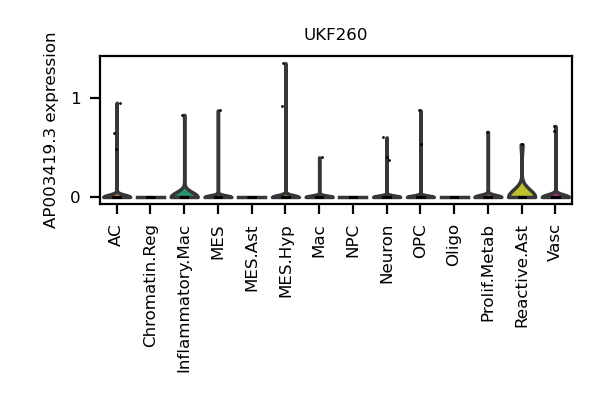 UKF260
AP003419.3 expression
1
0
AC
Chromatin.Reg
Inflammatory.Mac
MES
MES.Ast
MES.Hyp
Mac
NPC
Neuron
OPC
Oligo
Prolif.Metab
Reactive.Ast
Vasc